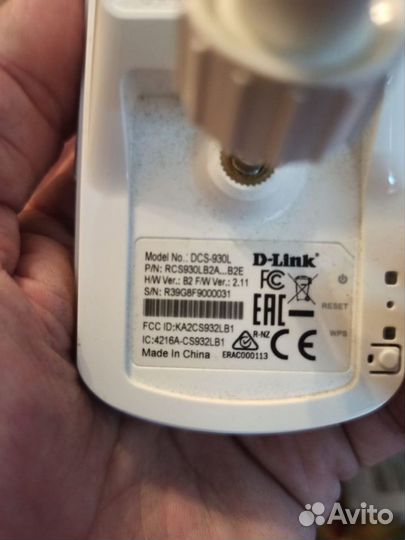 Model No.: DCS-930L
D-Link
P/N: RCS930LB2A...B2E
H/W Ver.: B2 F/W Ver.: 2.11
S/N: R39G8F9000031
FC
RESET
EAC
FCC ID:KA2CS932LB1
R-NZ
CE
WPS
IC:4216A-CS932LB1
Made In China
ERAC000113
Avito